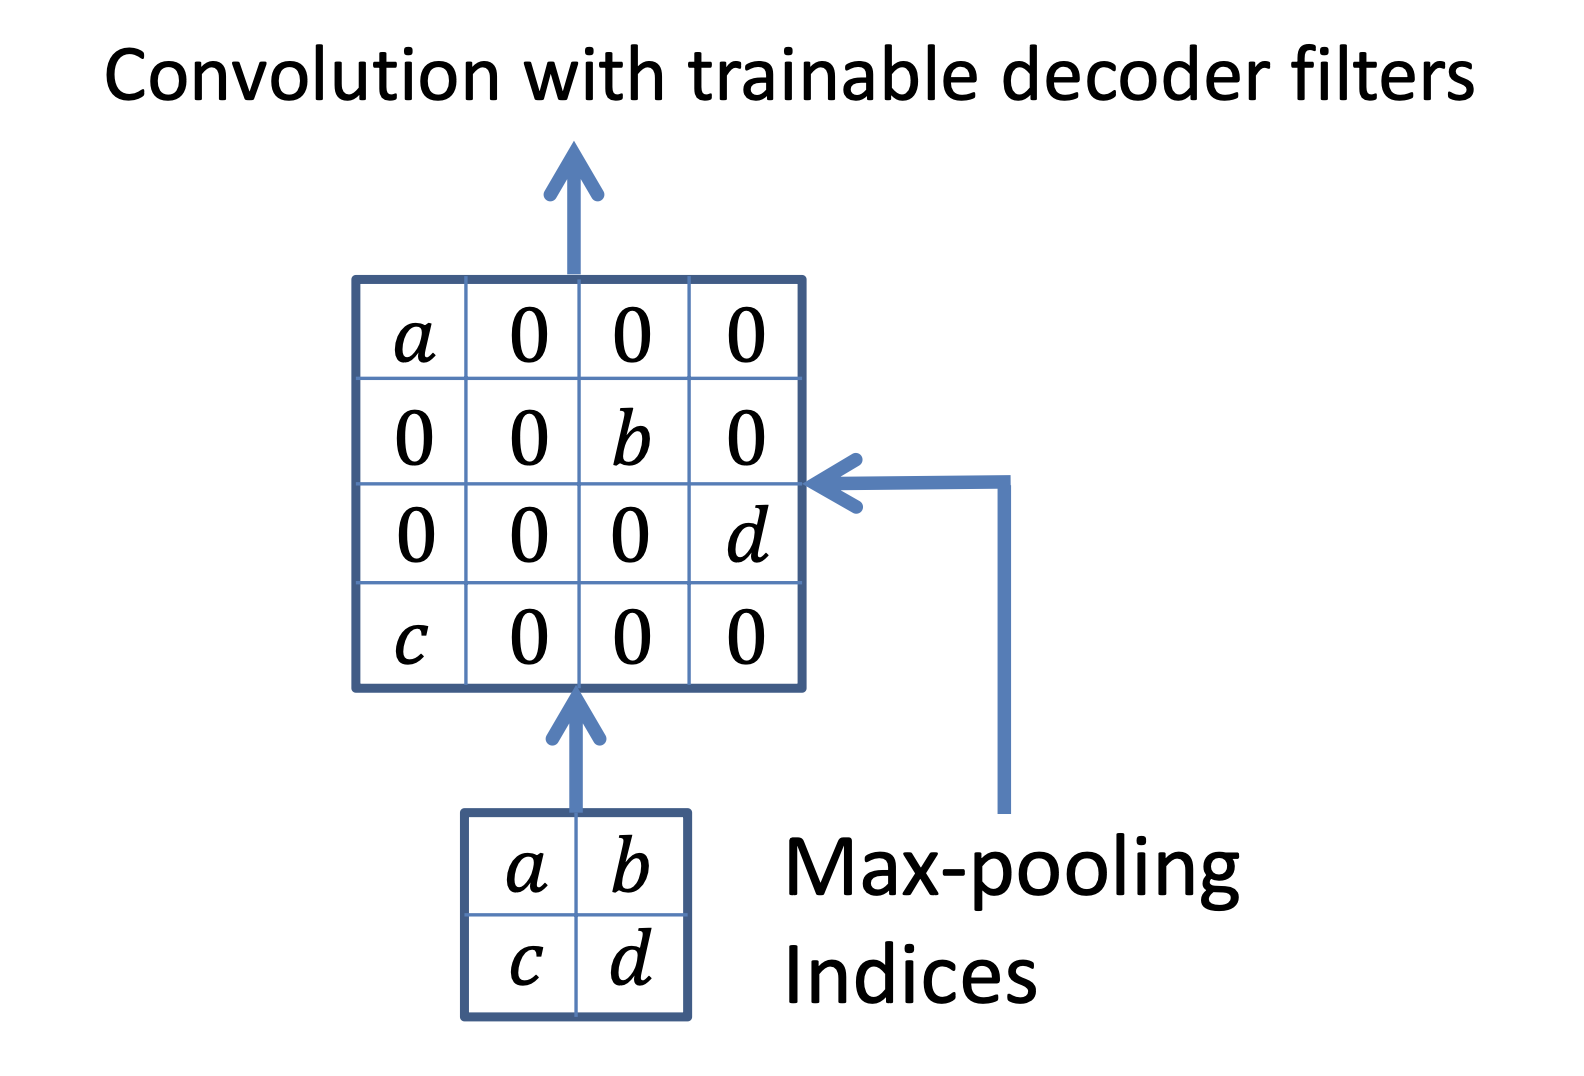 Convolution with trainable decoder filters
a 0 0 0
0 0 b 0
0 0 0 d
c 0 0 0
a b
c d
Max-pooling
Indices